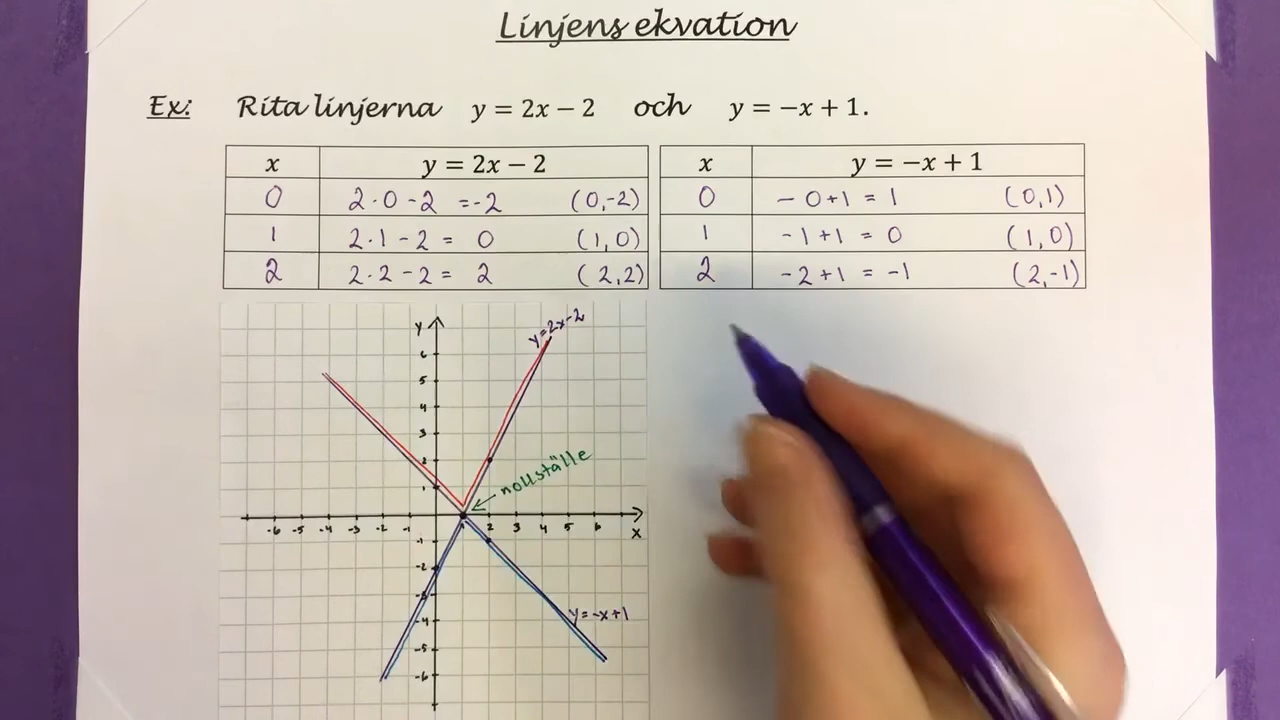 Linjens ekvation
Ex: Rita linjerna y = 2x − 2 och y = −x + 1.
x y = 2x − 2
0 2·0 -2 =-2 (0,-2)
1 2·1 - 2 = 0 (1,0)
2 2·2 - 2 = 2 (2,2)
x y = −x + 1
0 - 0+1 = 1 (0,1)
1 -1+1 = 0 (1,0)
2 -2+1 = -1 (2,-1)
y
y=2x-2
6
5
4
3
2
1
nollställe
-6 -5 -4 -3 -2 -1 1 2 3 4 5 6
x
-1
-2
-3
-4
-5
-6
y=-x+1